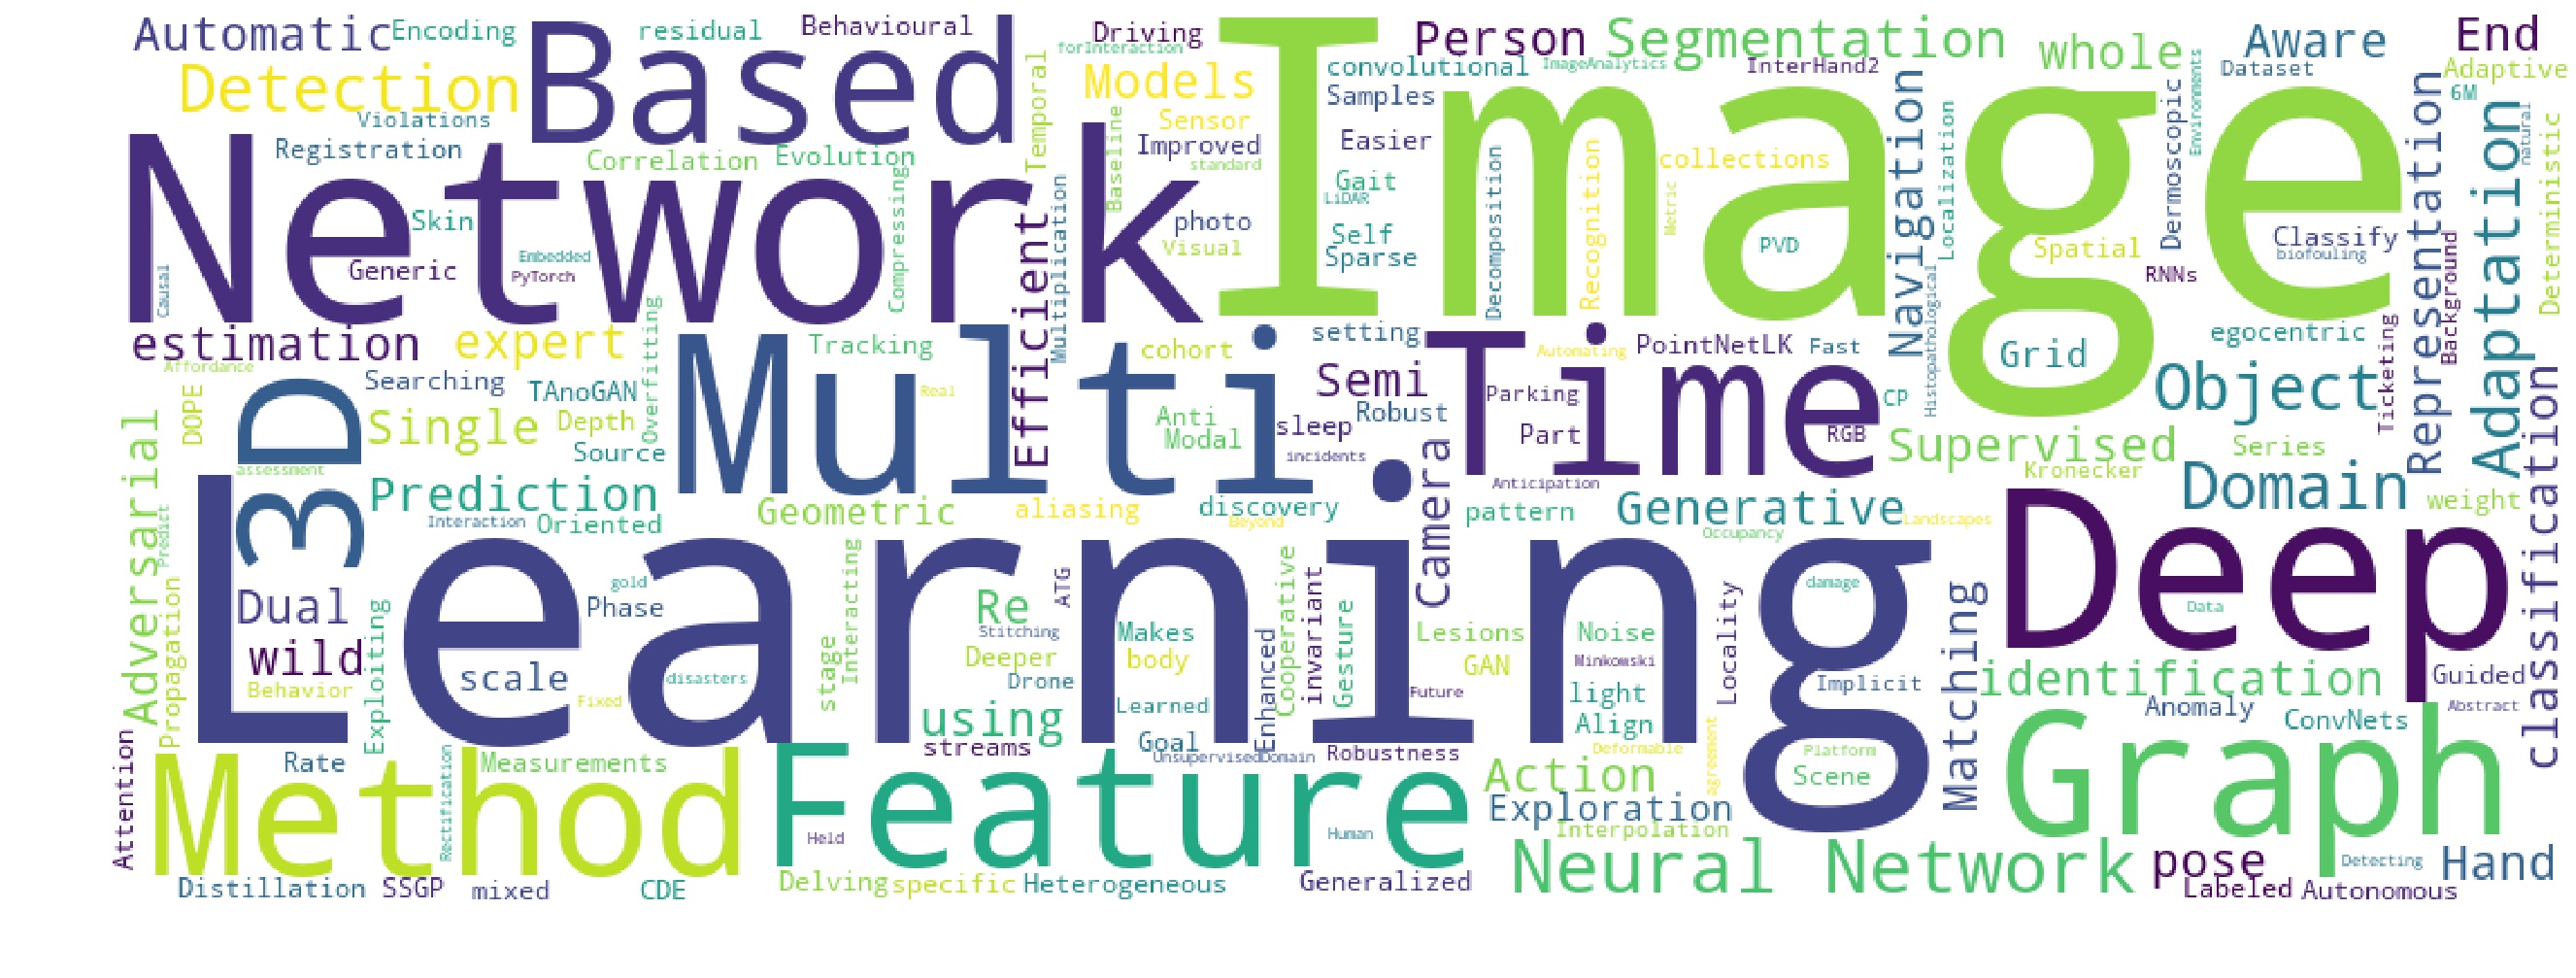 Automatic
Encoding
Based
residual
Behavioural
Driving
forInteraction
Image
Person
Segmentation
whole
Aware
End
Detection
Violations
Temporal
Models
convolutional
ImageAnalytics
InterHand2
Dataset
Adaptive
6M
Samples
Sensor
Network
Registration
Correlation
Evolution
Compressing
Baseline
Improved
standard
Easier
Gait
LiDAR
Decomposition
Recognition
collections
Metric
Navigation
Localization
Dermoscopic
Environments
Representation
Adaptation
natural
Deterministic
Skin
Generic
Embedded
PyTorch
Causal
Efficient
Multiplication
photo
Visual
Self
Sparse
PVD
Spatial
Classify
biofouling
RNNs
Background
Histopathological
estimation
expert
Overfitting
Multi
Tracking
cohort
setting
Time
Automating
PointNetLK
Fast
Grid
egocentric
Ticketing
Affordance
Searching
TAnoGAN
Real
Semi
Parking
CP
Object
3D
DOPE
Single
Depth
Source
Anti
Modal
sleep
Robust
Part
RGB
Supervised
Series
Kronecker
incidents
Adversarial
assessment
Prediction
Interaction
Oriented
Geometric
aliasing
discovery
Beyond
Camera
Anticipation
pattern
Generative
Occupancy
Landscapes
Domain
weight
classification
Predict
Learning
Deep
Propagation
Dual
wild
Behavior
Exploiting
scale
gold
Phase
Fixed
disasters
stage
Interacting
Re
Stitching
Deeper
Drone
ATG
Makes
body
Learned
Enhanced
Cooperative
invariant
Gesture
Lesions
GAN
Future
Noise
Minkowski
light
Align
Locality
damage
Implicit
Matching
Data
identification
Guided
Anomaly
ConvNets
Abstract
using
streams
Goal
UnsupervisedDomain
Robustness
Deformable
agreement
Platform
Scene
Graph
Attention
Method
Rate
Rectification
Measurements
Feature
Held
Human
Action
Exploration
Interpolation
Neural Network
pose
Detecting
Hand
Distillation
SSGP
mixed
CDE
Delving
specific
Heterogeneous
Generalized
Labeled
Autonomous